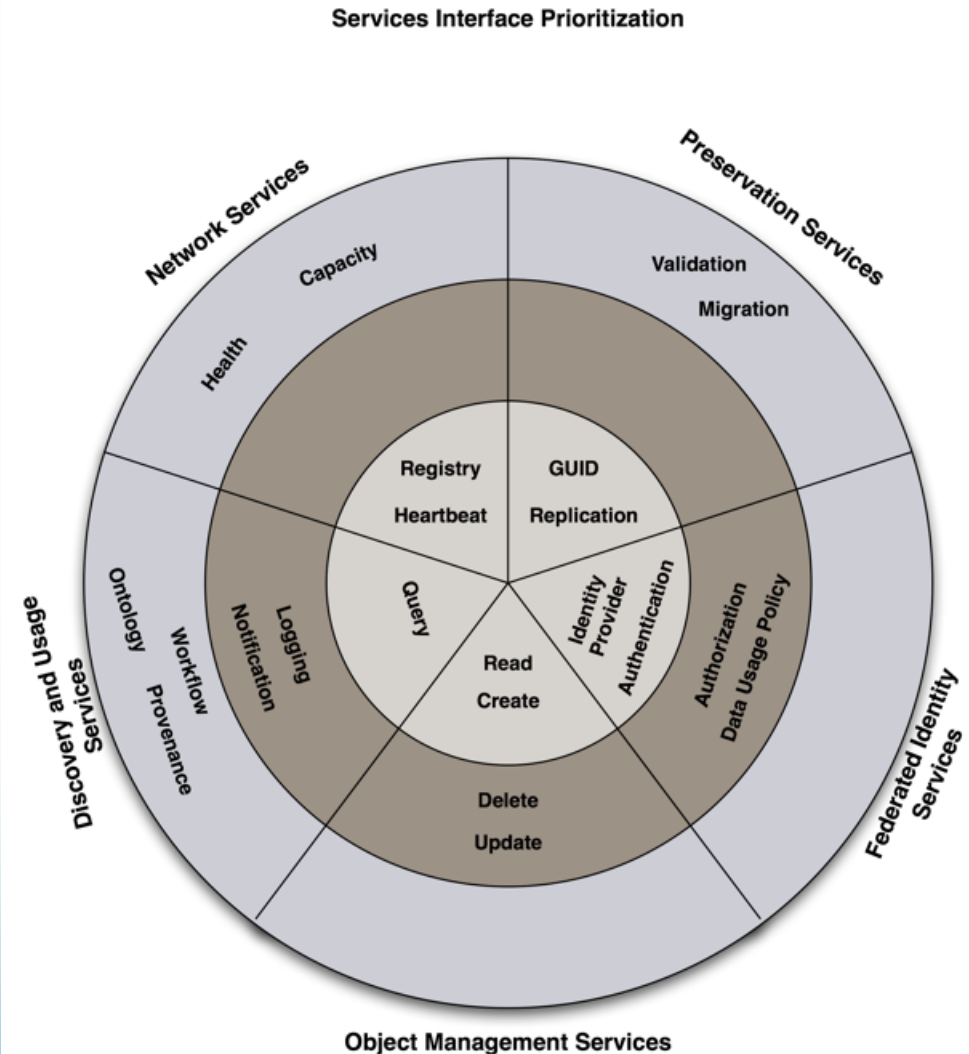 Services Interface Prioritization
Network Services
Preservation Services
Capacity
Health
Validation
Migration
Registry
Heartbeat
GUID
Replication
Query
Identity
Provider
Authentication
Read
Create
Logging
Notification
Authorization
Data Usage Policy
Ontology
Workflow
Provenance
Delete
Update
Discovery and Usage
Services
Federated Identity
Services
Object Management Services